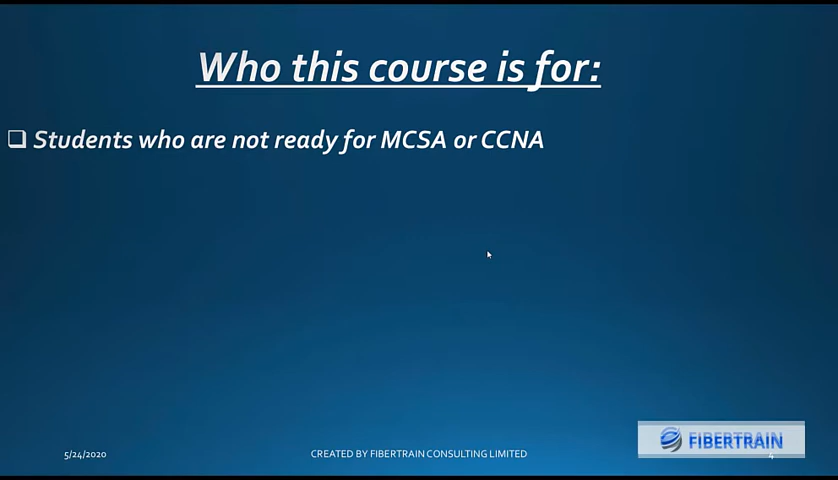 Who this course is for:
Students who are not ready for MCSA or CCNA
5/24/2020
CREATED BY FIBERTRAIN CONSULTING LIMITED
FIBERTRAIN
4